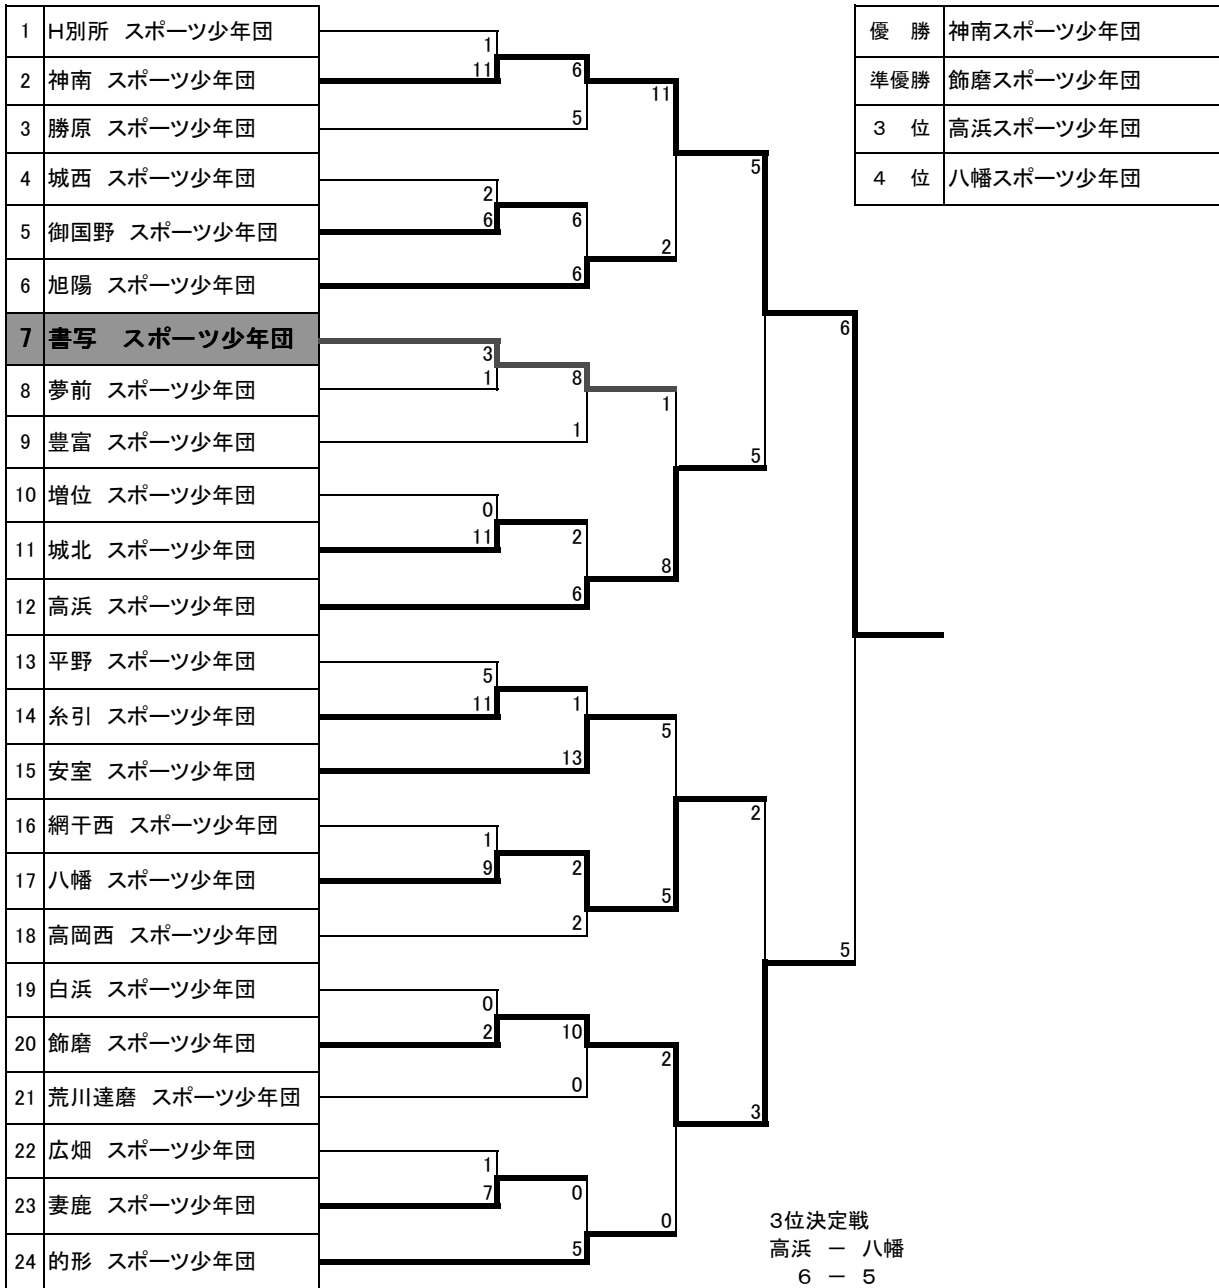 1 H別所 スポーツ少年団
2 神南 スポーツ少年団
3 勝原 スポーツ少年団
4 城西 スポーツ少年団
5 御国野 スポーツ少年団
6 旭陽 スポーツ少年団
7 書写 スポーツ少年団
8 夢前 スポーツ少年団
9 豊富 スポーツ少年団
10 増位 スポーツ少年団
11 城北 スポーツ少年団
12 高浜 スポーツ少年団
13 平野 スポーツ少年団
14 糸引 スポーツ少年団
15 安室 スポーツ少年団
16 網干西 スポーツ少年団
17 八幡 スポーツ少年団
18 高岡西 スポーツ少年団
19 白浜 スポーツ少年団
20 飾磨 スポーツ少年団
21 荒川達磨 スポーツ少年団
22 広畑 スポーツ少年団
23 妻鹿 スポーツ少年団
24 的形 スポーツ少年団
1
11
2
6
3
1
0
11
5
11
1
9
0
2
1
7
6
5
6
6
8
1
2
6
1
13
2
2
10
0
0
5
11
2
1
8
5
5
2
0
5
5
2
3
6
5
優 勝 神南スポーツ少年団
準優勝 飾磨スポーツ少年団
3 位 高浜スポーツ少年団
4 位 八幡スポーツ少年団
3位決定戦
高浜 － 八幡
6 － 5